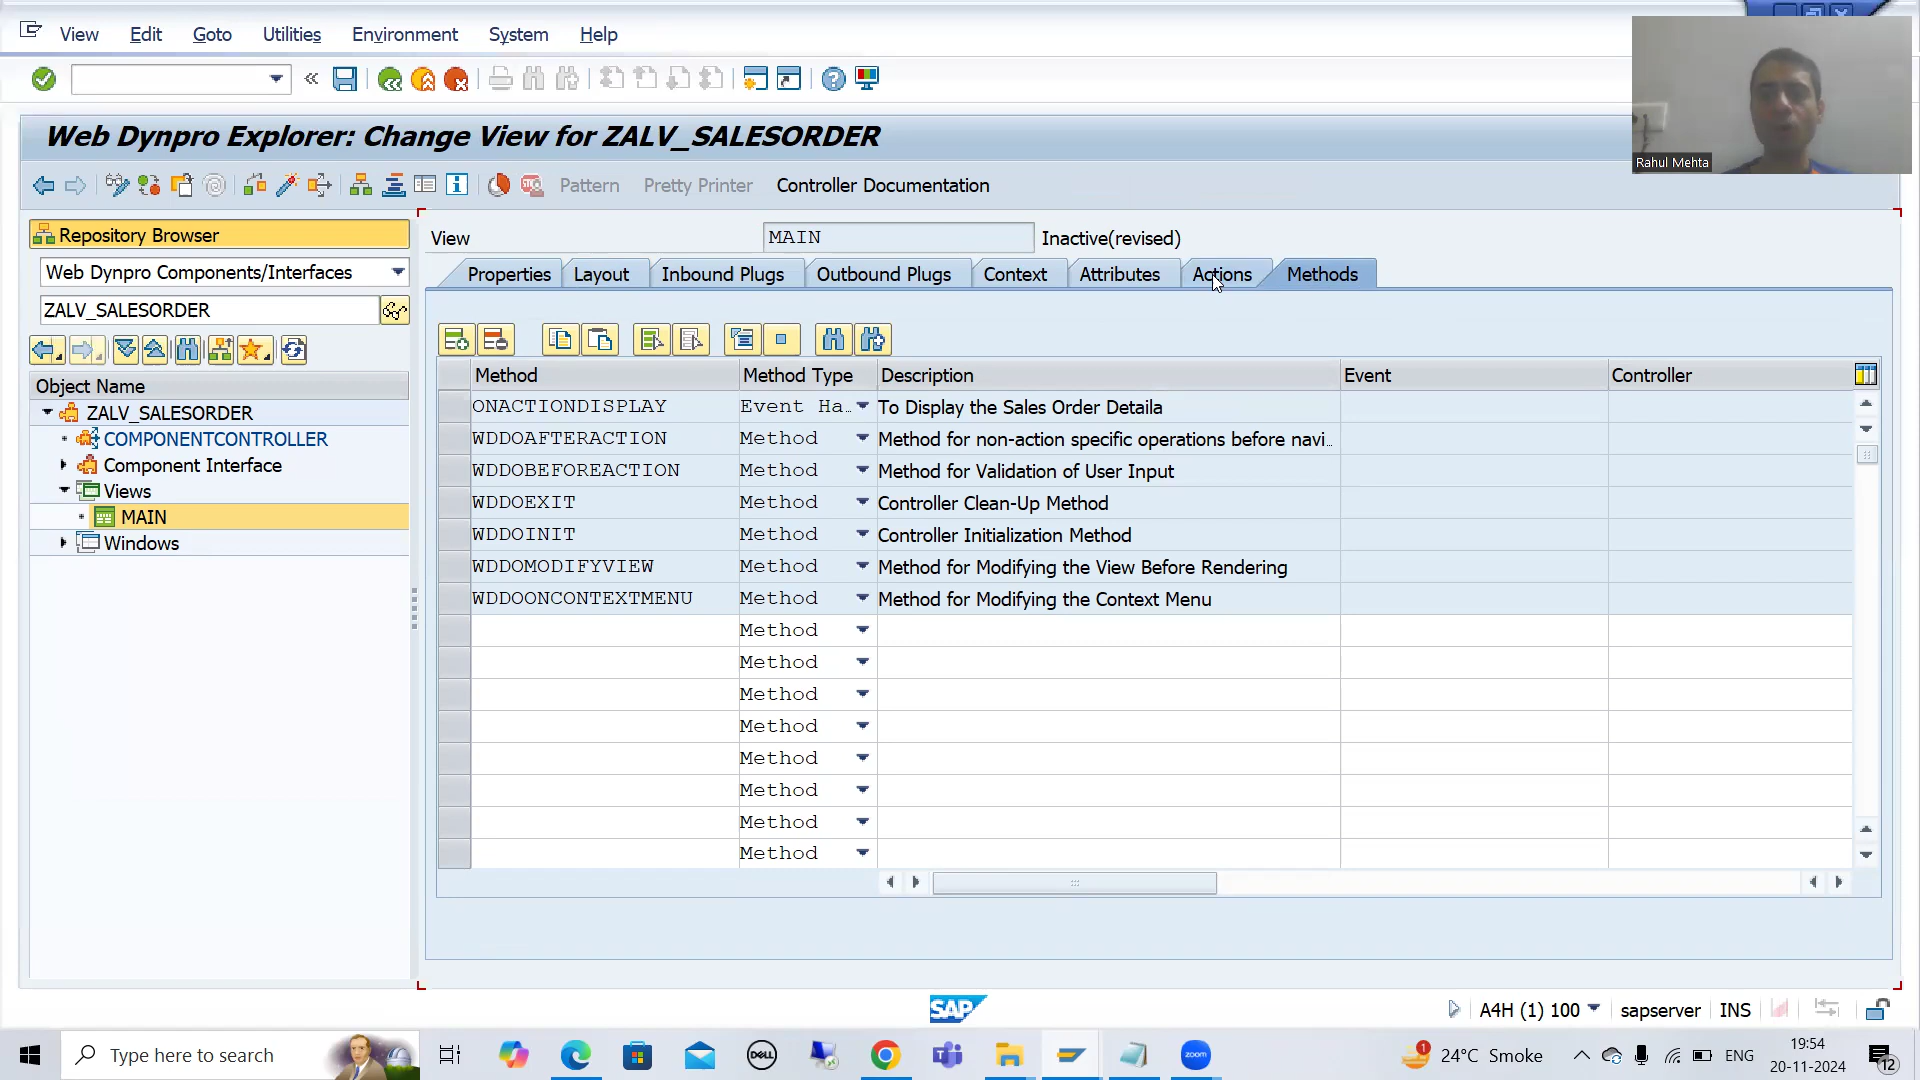 View Edit Goto Utilities Environment System Help
Rahul Mehta
Web Dynpro Explorer: Change View for ZALV_SALESORDER
Pattern Pretty Printer Controller Documentation
Repository Browser
View MAIN Inactive(revised)
Web Dynpro Components/Interfaces
Properties Layout Inbound Plugs Outbound Plugs Context Attributes Actions Methods
ZALV_SALESORDER
Object Name
Method Method Type Description Event Controller
ZALV_SALESORDER
COMPONENTCONTROLLER
Component Interface
Views
MAIN
Windows
ONACTIONDISPLAY Event Ha.. To Display the Sales Order Detaila
WDDOAFTERACTION Method Method for non-action specific operations before navi..
WDDOBEFOREACTION Method Method for Validation of User Input
WDDOEXIT Method Controller Clean-Up Method
WDDOINIT Method Controller Initialization Method
WDDOMODIFYVIEW Method Method for Modifying the View Before Rendering
WDDOONCONTEXTMENU Method Method for Modifying the Context Menu
Method
Method
Method
Method
Method
Method
Method
Method
SAP A4H (1) 100 sapserver INS
Type here to search DELL zoom 1 24°C Smoke ENG 19:54
20-11-2024 12